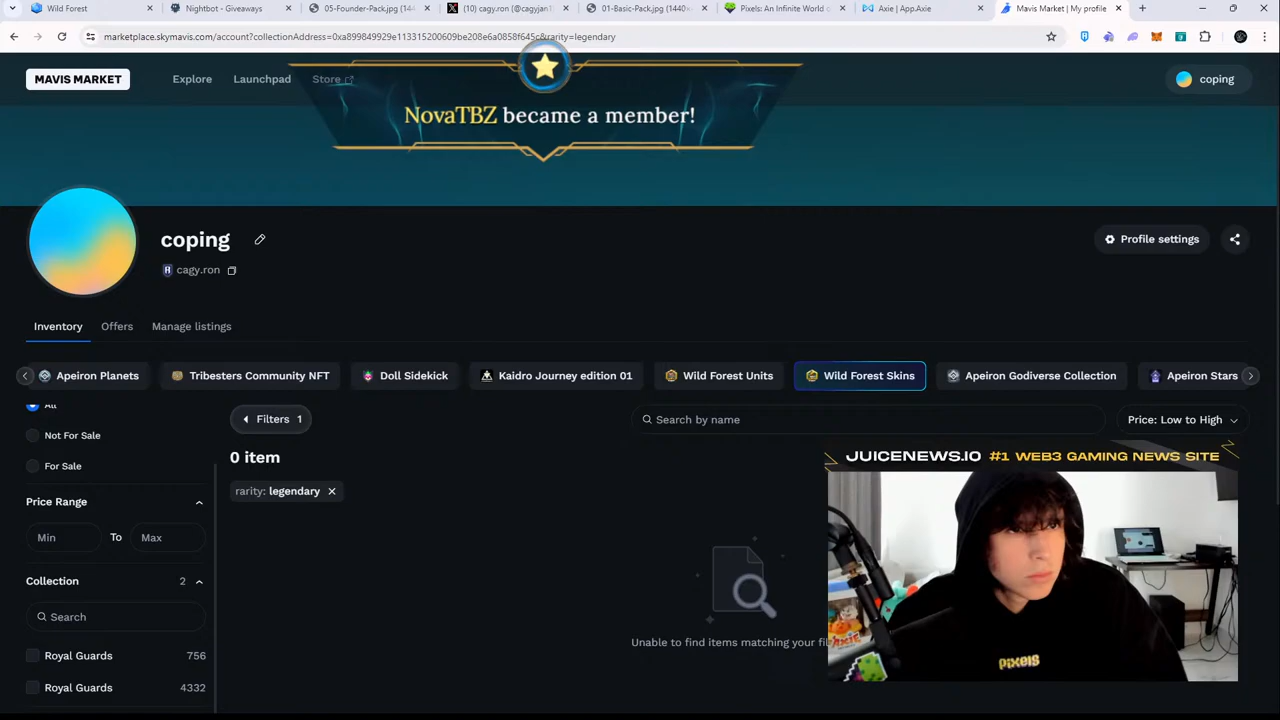 Wild Forest
Nightbot - Giveaways
05-Founder-Pack.jpg (1440×
(10) cagy.ron (@cagyjan1
01-Basic-Pack.jpg (1440×
Pixels: An Infinite World o
Axie | App.Axie
Mavis Market | My profile
marketplace.skymavis.com/account?collectionAddress=0xa899849929e113315200609be208e6a0858f645c&rarity=legendary
MAVIS MARKET
Explore
Launchpad
Store
coping
NovaTBZ became a member!
coping
cagy.ron
Profile settings
Inventory
Offers
Manage listings
Apeiron Planets
Tribesters Community NFT
Doll Sidekick
Kaidro Journey edition 01
Wild Forest Units
Wild Forest Skins
Apeiron Godiverse Collection
Apeiron Stars
All
Filters 1
Search by name
Price: Low to High
Not For Sale
For Sale
0 item
rarity: legendary
Price Range
Min To Max
Collection 2
Search
Royal Guards 756
Royal Guards 4332
Unable to find items matching your fil
JUICENEWS.IO #1 WEB3 GAMING NEWS SITE
AXIE
pixels